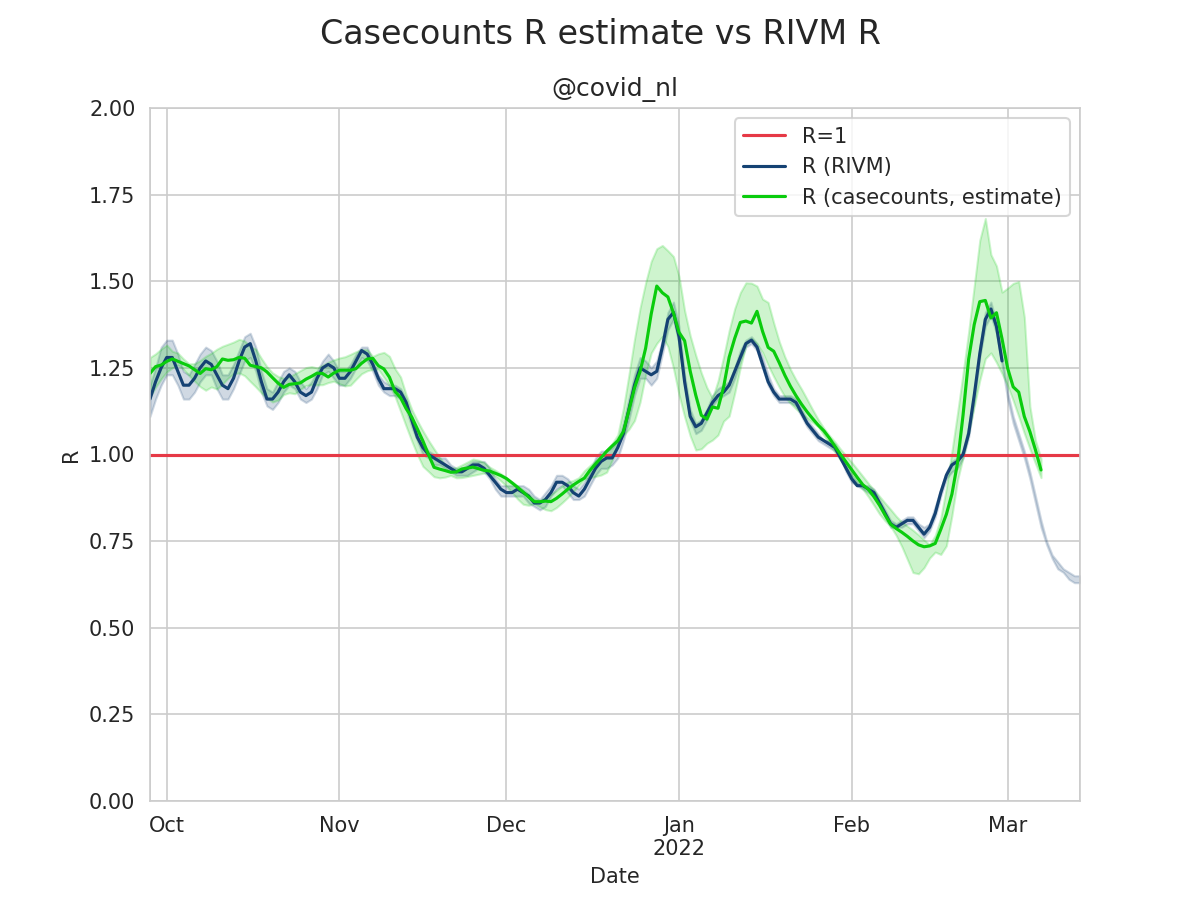 Casecounts R estimate vs RIVM R
@covid_nl
R=1
R (RIVM)
R (casecounts, estimate)
2.00
1.75
1.50
1.25
1.00
0.75
0.50
0.25
0.00
R
Oct Nov Dec Jan Feb Mar
2022
Date